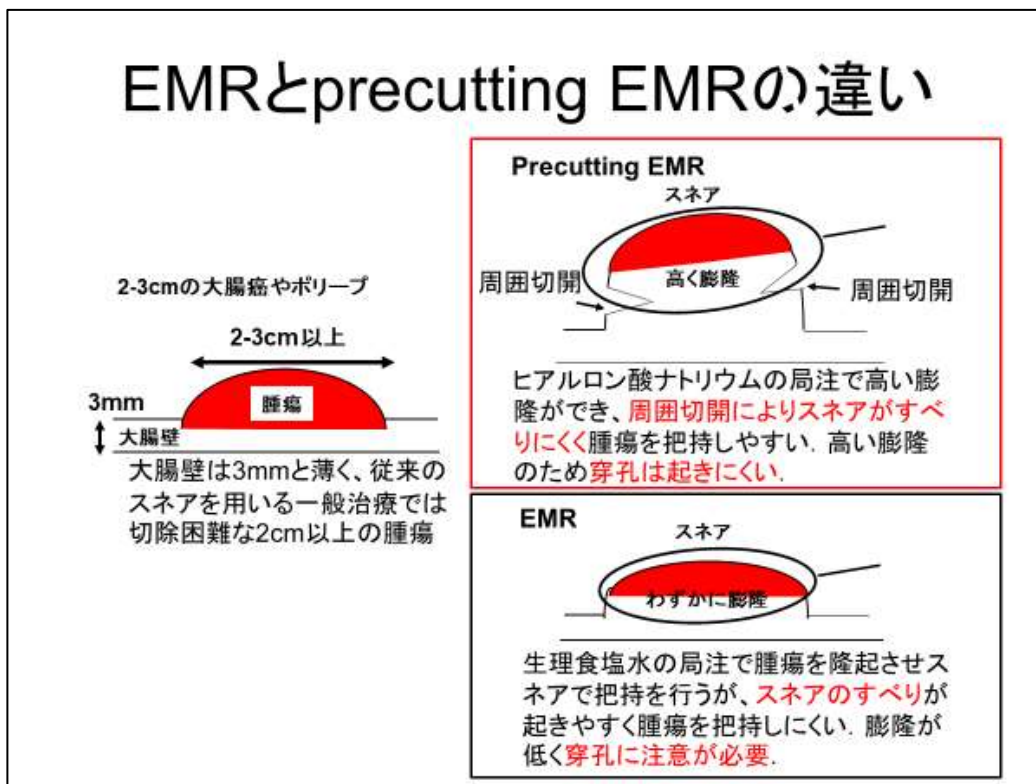 EMRとprecutting EMRの違い
2-3cmの大腸癌やポリープ
2-3cm以上
3mm
腫瘍
大腸壁
大腸壁は3mmと薄く、従来の
スネアを用いる一般治療では
切除困難な2cm以上の腫瘍
Precutting EMR
スネア
周囲切開
高く膨隆
周囲切開
ヒアルロン酸ナトリウムの局注で高い膨
隆ができ、周囲切開によりスネアがすべ
りにくく腫瘍を把持しやすい. 高い膨隆
のため穿孔は起きにくい.
EMR
スネア
わずかに膨隆
生理食塩水の局注で腫瘍を隆起させス
ネアで把持を行うが、スネアのすべりが
起きやすく腫瘍を把持しにくい. 膨隆が
低く穿孔に注意が必要.